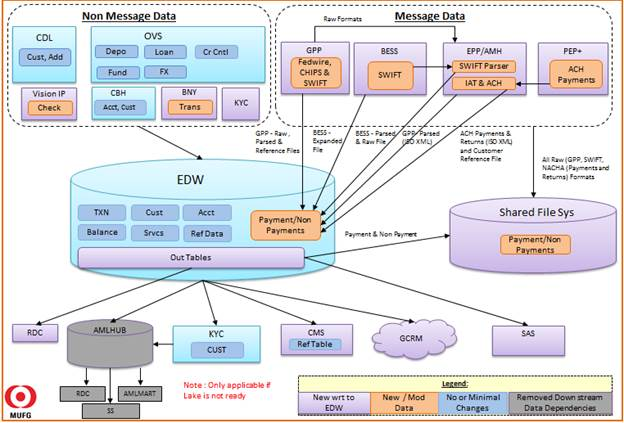 Non Message Data
Message Data
CDL
Cust, Add
OVS
Depo
Loan
Cr Cntl
Fund
FX
Vision IP
Check
CBH
Acct, Cust
BNY
Trans
KYC
Raw Formats
GPP
Fedwire,
CHIPS &
SWIFT
BESS
SWIFT
EPP/AMH
SWIFT Parser
IAT & ACH
PEP+
ACH
Payments
GPP - Raw ,
Parsed &
Reference Files
BESS -
Expanded
File
BESS - Parsed
& Raw File
GPP - Parsed
(ISO XML)
ACH Payments &
Returns (ISO XML)
and Customer
Reference File
All Raw (GPP, SWIFT,
NACHA (Payments and
Returns) Formats
EDW
TXN
Cust
Acct
Balance
Srvcs
Ref Data
Payment/Non
Payments
Out Tables
Payment & Non Payment
Shared File Sys
Payment/Non
Payments
RDC
AMLHUB
KYC
CUST
CMS
Ref Table
GCRM
SAS
RDC
AMLMART
SS
MUFG
Note : Only applicable if
Lake is not ready
Legend:
New wrt to
EDW
New / Mod
Data
No or Minimal
Changes
Removed Down stream
Data Dependencies